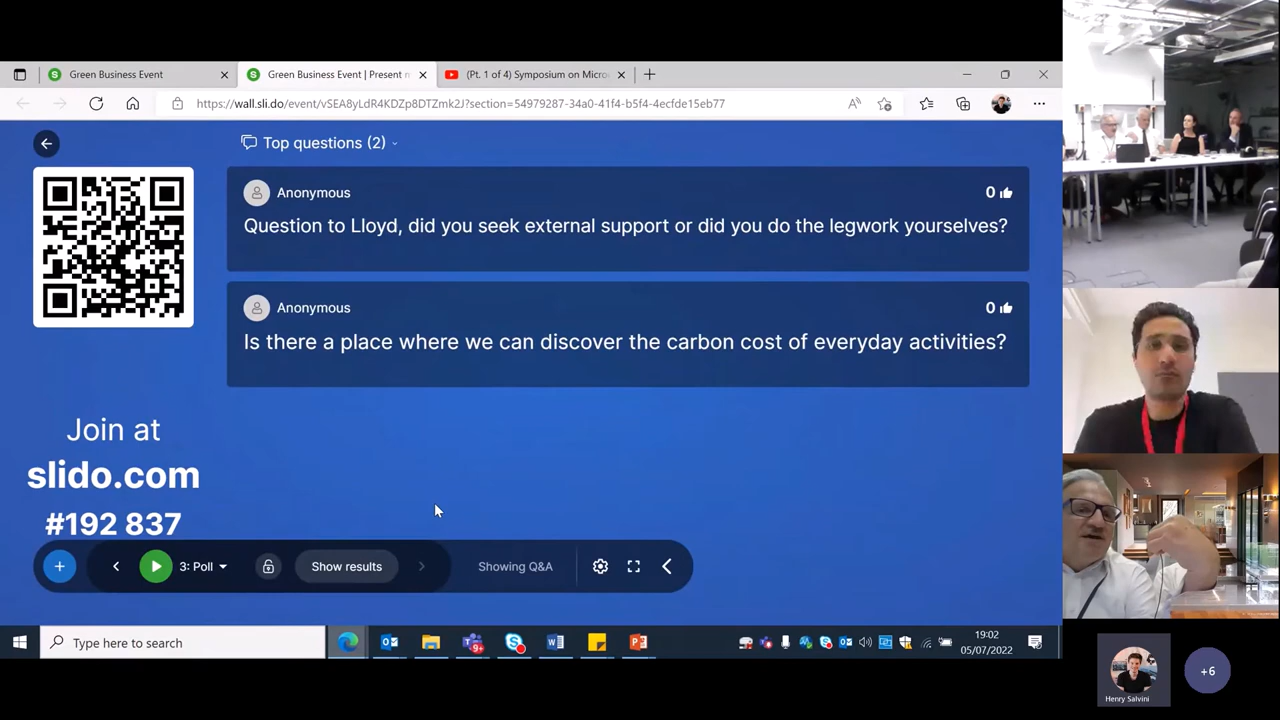 Green Business Event
Green Business Event | Present m
(Pt. 1 of 4) Symposium on Micro
https://wall.sli.do/event/vSEA8yLdR4KDZp8DTZmk2J?section=54979287-34a0-41f4-b5f4-4ecfde15eb77
Top questions (2)
Anonymous
0
Question to Lloyd, did you seek external support or did you do the legwork yourselves?
Anonymous
0
Is there a place where we can discover the carbon cost of everyday activities?
Join at
slido.com
#192 837
3: Poll
Show results
Showing Q&A
Type here to search
9+
19:02
05/07/2022
Henry Salvini
+6